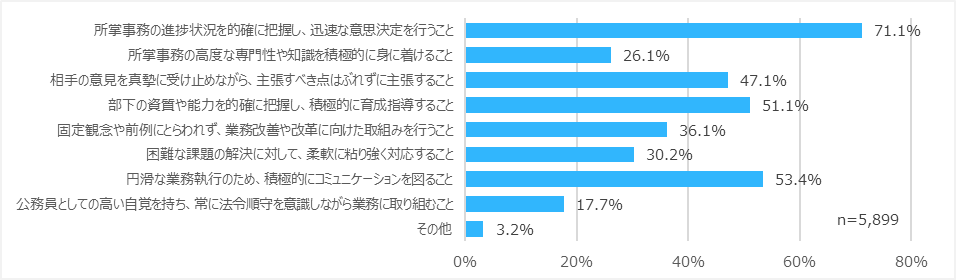 所掌事務の進捗状況を的確に把握し、迅速な意思決定を行うこと 71.1%
所掌事務の高度な専門性や知識を積極的に身に着けること 26.1%
相手の意見を真摯に受け止めながら、主張すべき点はぶれずに主張すること 47.1%
部下の資質や能力を的確に把握し、積極的に育成指導すること 51.1%
固定観念や前例にとらわれず、業務改善や改革に向けた取組みを行うこと 36.1%
困難な課題の解決に対して、柔軟に粘り強く対応すること 30.2%
円滑な業務執行のため、積極的にコミュニケーションを図ること 53.4%
公務員としての高い自覚を持ち、常に法令順守を意識しながら業務に取り組むこと 17.7%
n=5,899
その他 3.2%
0% 20% 40% 60% 80%